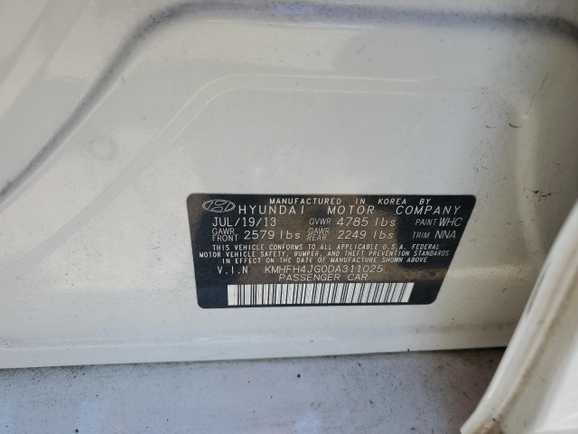 MANUFACTURED IN KOREA BY
HYUNDAI MOTOR COMPANY
JUL/19/13 GVWR 4785 lbs PAINT WHC
GAWR FRONT 2579 lbs GAWR REAR 2249 lbs TRIM NNA
THIS VEHICLE CONFORMS TO ALL APPLICABLE U.S.A. FEDERAL
MOTOR VEHICLE SAFETY, BUMPER, AND THEFT PREVENTION STANDARDS
IN EFFECT ON THE DATE OF MANUFACTURE SHOWN ABOVE.
V.I.N KMHFH4JG0DA311025
PASSENGER CAR